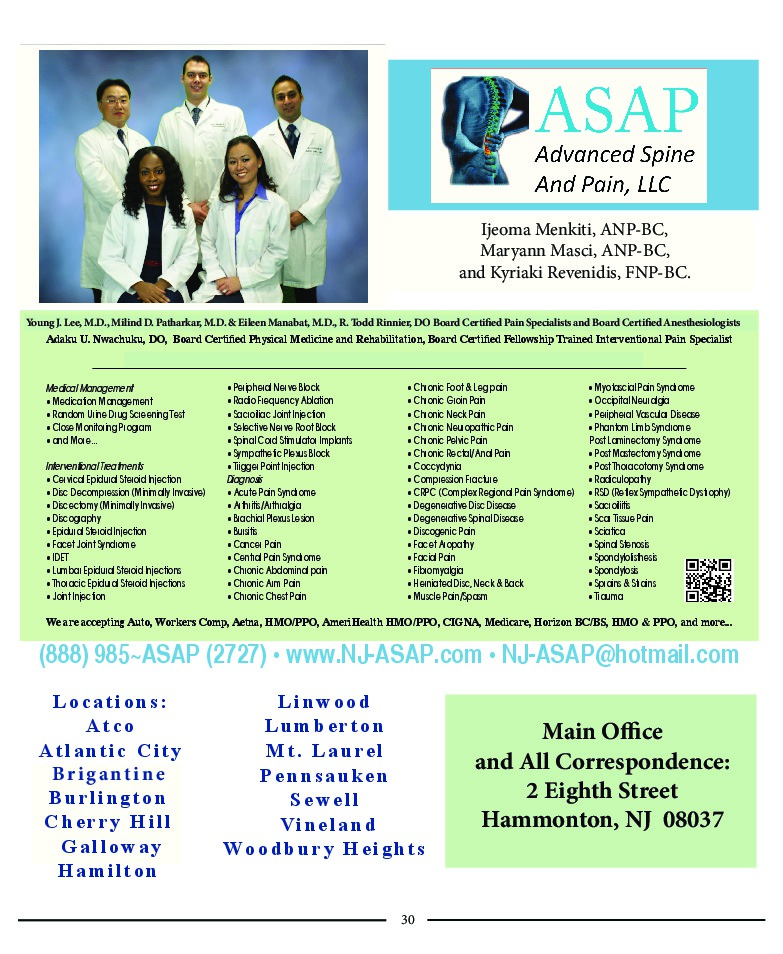 ASAP
Advanced Spine
And Pain, LLC
Ijeoma Menkiti, ANP-BC,
Maryann Masci, ANP-BC,
and Kyriaki Revenidis, FNP-BC.
Young J. Lee, M.D., Milind D. Patharkar, M.D. & Eileen Manabat, M.D., R. Todd Rinnier, DO Board Certified Pain Specialists and Board Certified Anesthesiologists
Adaku U. Nwachuku, DO, Board Certified Physical Medicine and Rehabilitation, Board Certified Fellowship Trained Interventional Pain Specialist
Medical Management
• Medication Management
• Random Urine Drug Screening Test
• Close Monitoring Program
• and More...
Interventional Treatments
• Cervical Epidural Steroid Injection
• Disc Decompression (Minimally Invasive)
• Discectomy (Minimally Invasive)
• Discography
• Epidural Steroid Injection
• Facet Joint Syndrome
• IDET
• Lumbar Epidural Steroid Injections
• Thoracic Epidural Steroid Injections
• Joint Injection
• Peripheral Nerve Block
• Radio Frequency Ablation
• Sacroiliac Joint Injection
• Selective Nerve Root Block
• Spinal Cord Stimulator Implants
• Sympathetic Plexus Block
• Trigger Point Injection
Diagnosis
• Acute Pain Syndrome
• Arthritis/Arthralgia
• Brachial Plexus Lesion
• Bursitis
• Cancer Pain
• Central Pain Syndrome
• Chronic Abdominal pain
• Chronic Arm Pain
• Chronic Chest Pain
• Chronic Foot & Leg pain
• Chronic Groin Pain
• Chronic Neck Pain
• Chronic Neuopathic Pain
• Chronic Pelvic Pain
• Chronic Rectal/Anal Pain
• Coccydynia
• Compression Fracture
• CRPC (Complex Regional Pain Syndrome)
• Degenerative Disc Disease
• Degenerative Spinal Disease
• Discogenic Pain
• Facet Aropathy
• Facial Pain
• Fibromyalgia
• Herniated Disc, Neck & Back
• Muscle Pain/Spasm
• Myofascial Pain Syndrome
• Occipital Neuralgia
• Peripheral Vascular Disease
• Phantom Limb Syndrome
Post Laminectomy Syndrome
• Post Mastectomy Syndrome
• Post Thoracotomy Syndrome
• Radiculopathy
• RSD (Reflex Sympathetic Dystrophy)
• Sacroiliitis
• Scar Tissue Pain
• Sciatica
• Spinal Stenosis
• Spondylolisthesis
• Spondylosis
• Sprains & Strains
• Trauma
We are accepting Auto, Workers Comp, Aetna, HMO/PPO, AmeriHealth HMO/PPO, CIGNA, Medicare, Horizon BC/BS, HMO & PPO, and more...
(888) 985~ASAP (2727) • www.NJ-ASAP.com • NJ-ASAP@hotmail.com
Locations:
Atco
Atlantic City
Brigantine
Burlington
Cherry Hill
Galloway
Hamilton
Linwood
Lumberton
Mt. Laurel
Pennsauken
Sewell
Vineland
Woodbury Heights
Main Office
and All Correspondence:
2 Eighth Street
Hammonton, NJ 08037
30